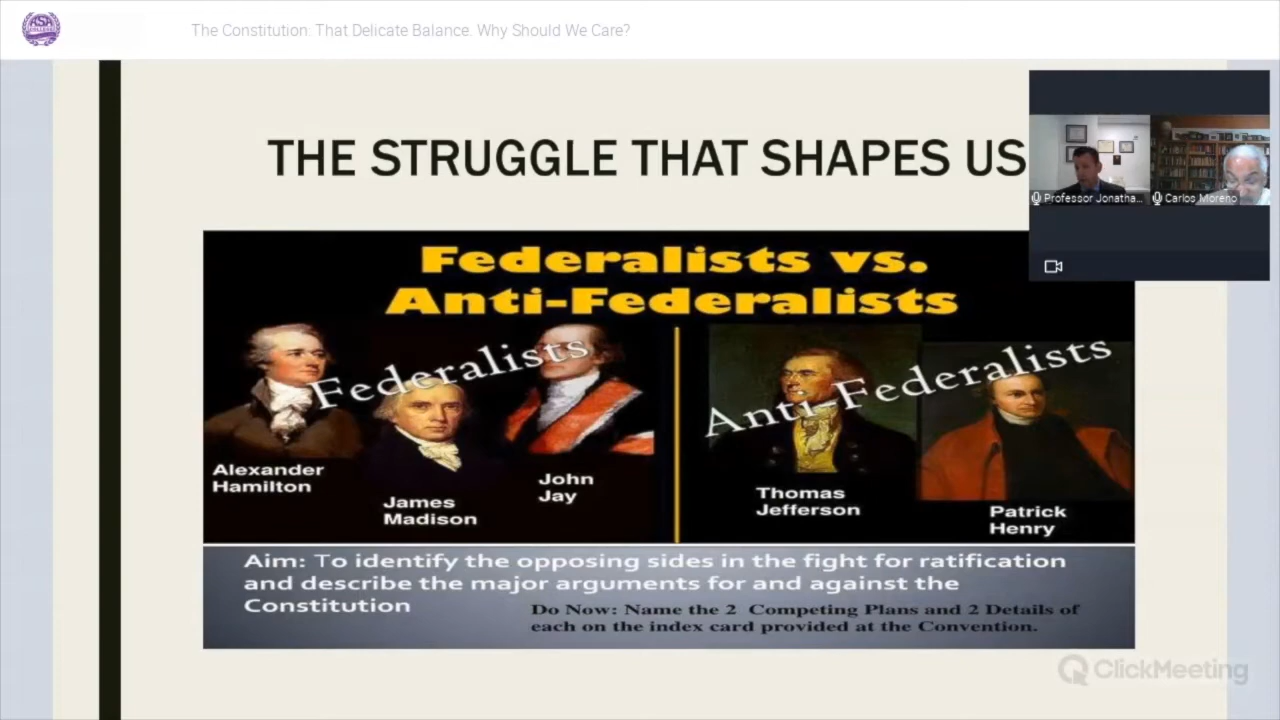 The Constitution: That Delicate Balance. Why Should We Care?
THE STRUGGLE THAT SHAPES US
Professor Jonatha...
Carlos Moreno
Federalists vs.
Anti-Federalists
Federalists
Anti-Federalists
Alexander
Hamilton
James
Madison
John
Jay
Thomas
Jefferson
Patrick
Henry
Aim: To identify the opposing sides in the fight for ratification
and describe the major arguments for and against the
Constitution
Do Now: Name the 2 Competing Plans and 2 Details of
each on the index card provided at the Convention.
ClickMeeting